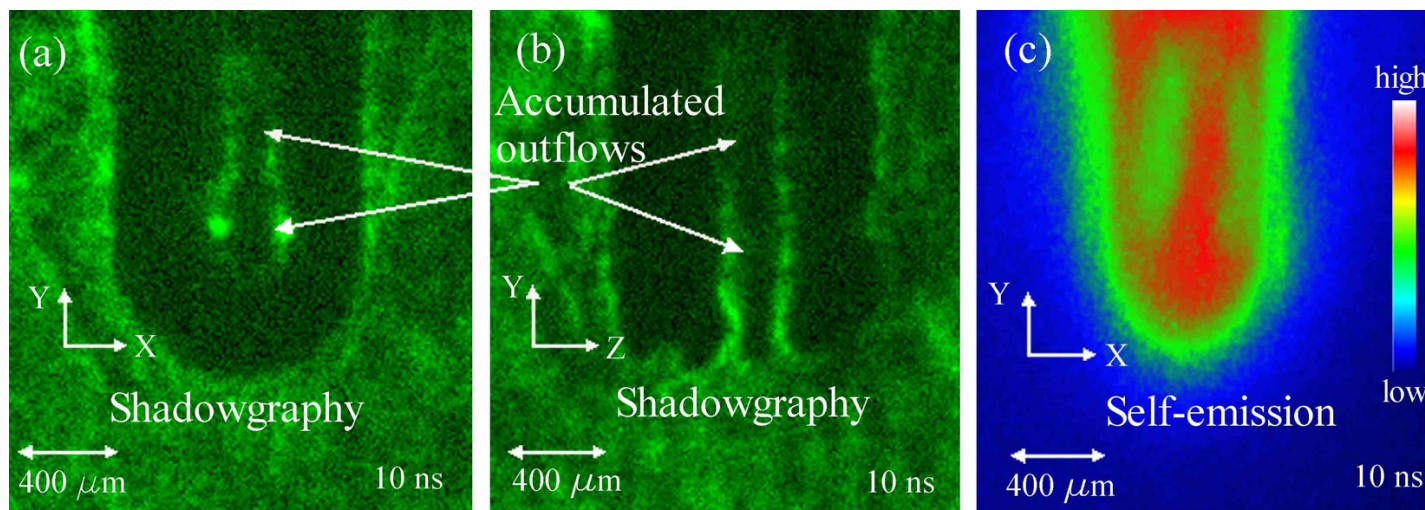 (a)
Y
X
Shadowgraphy
400 μm
10 ns
(b)
Accumulated
outflows
Y
Z
Shadowgraphy
400 μm
10 ns
(c)
high
low
Y
X
Self-emission
400 μm
10 ns